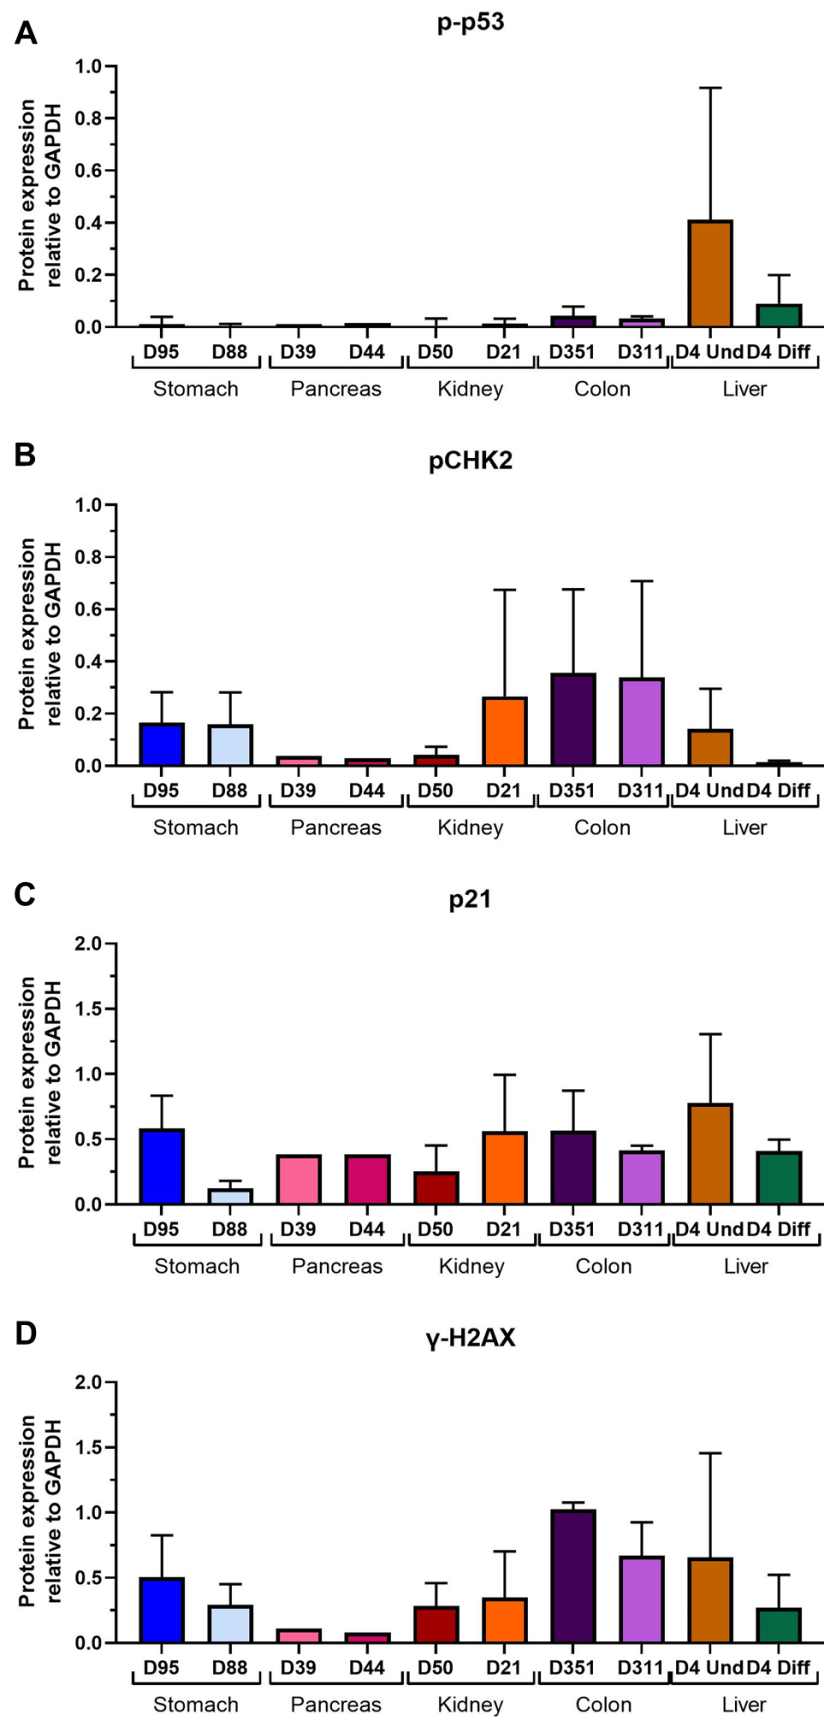 A
p-p53
Protein expression
relative to GAPDH
1.0
0.8
0.6
0.4
0.2
0.0
D95 D88 D39 D44 D50 D21 D351 D311 D4 Und D4 Diff
Stomach Pancreas Kidney Colon Liver
B
pCHK2
Protein expression
relative to GAPDH
1.0
0.8
0.6
0.4
0.2
0.0
D95 D88 D39 D44 D50 D21 D351 D311 D4 Und D4 Diff
Stomach Pancreas Kidney Colon Liver
C
p21
Protein expression
relative to GAPDH
2.0
1.5
1.0
0.5
0.0
D95 D88 D39 D44 D50 D21 D351 D311 D4 Und D4 Diff
Stomach Pancreas Kidney Colon Liver
D
γ-H2AX
Protein expression
relative to GAPDH
2.0
1.5
1.0
0.5
0.0
D95 D88 D39 D44 D50 D21 D351 D311 D4 Und D4 Diff
Stomach Pancreas Kidney Colon Liver